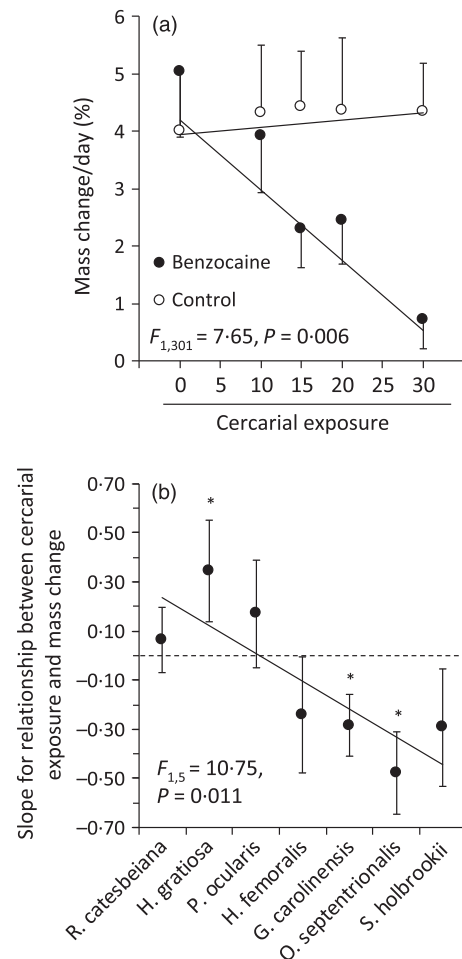 (a)
6
5
4
3
2
1
0
Mass change/day (%)
Benzocaine
Control
F1,301 = 7·65, P = 0·006
0 5 10 15 20 25 30
Cercarial exposure
(b)
0·70
0·50
0·30
0·10
–0·10
–0·30
–0·50
–0·70
Slope for relationship between cercarial
exposure and mass change
*
*
*
F1,5 = 10·75,
P = 0·011
R. catesbeiana
H. gratiosa
P. ocularis
H. femoralis
G. carolinensis
O. septentrionalis
S. holbrookii